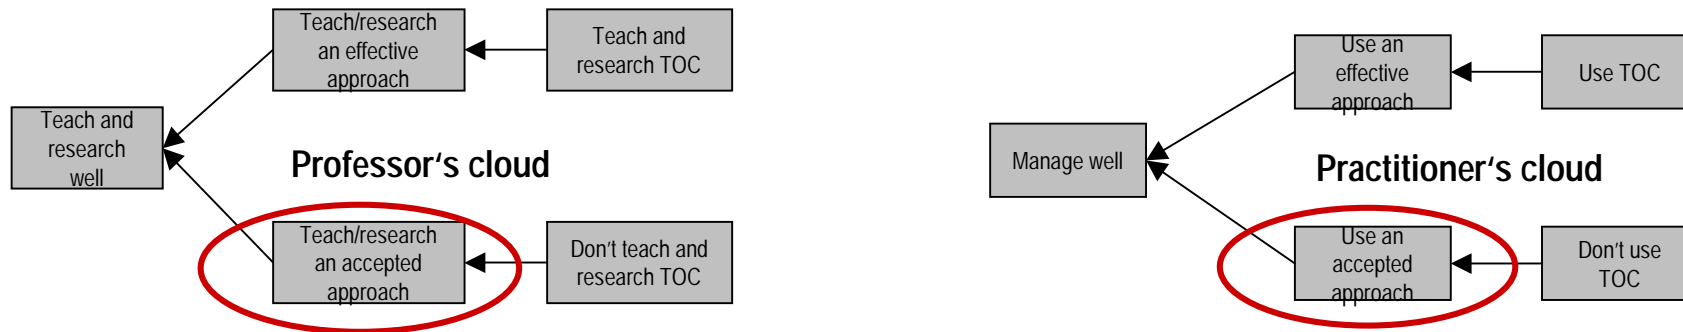 Teach/research
an effective
approach
Teach and
research TOC
Teach and
research
well
Professor‘s cloud
Teach/research
an accepted
approach
Don’t teach and
research TOC
Use an
effective
approach
Use TOC
Manage well
Practitioner‘s cloud
Use an
accepted
approach
Don’t use
TOC